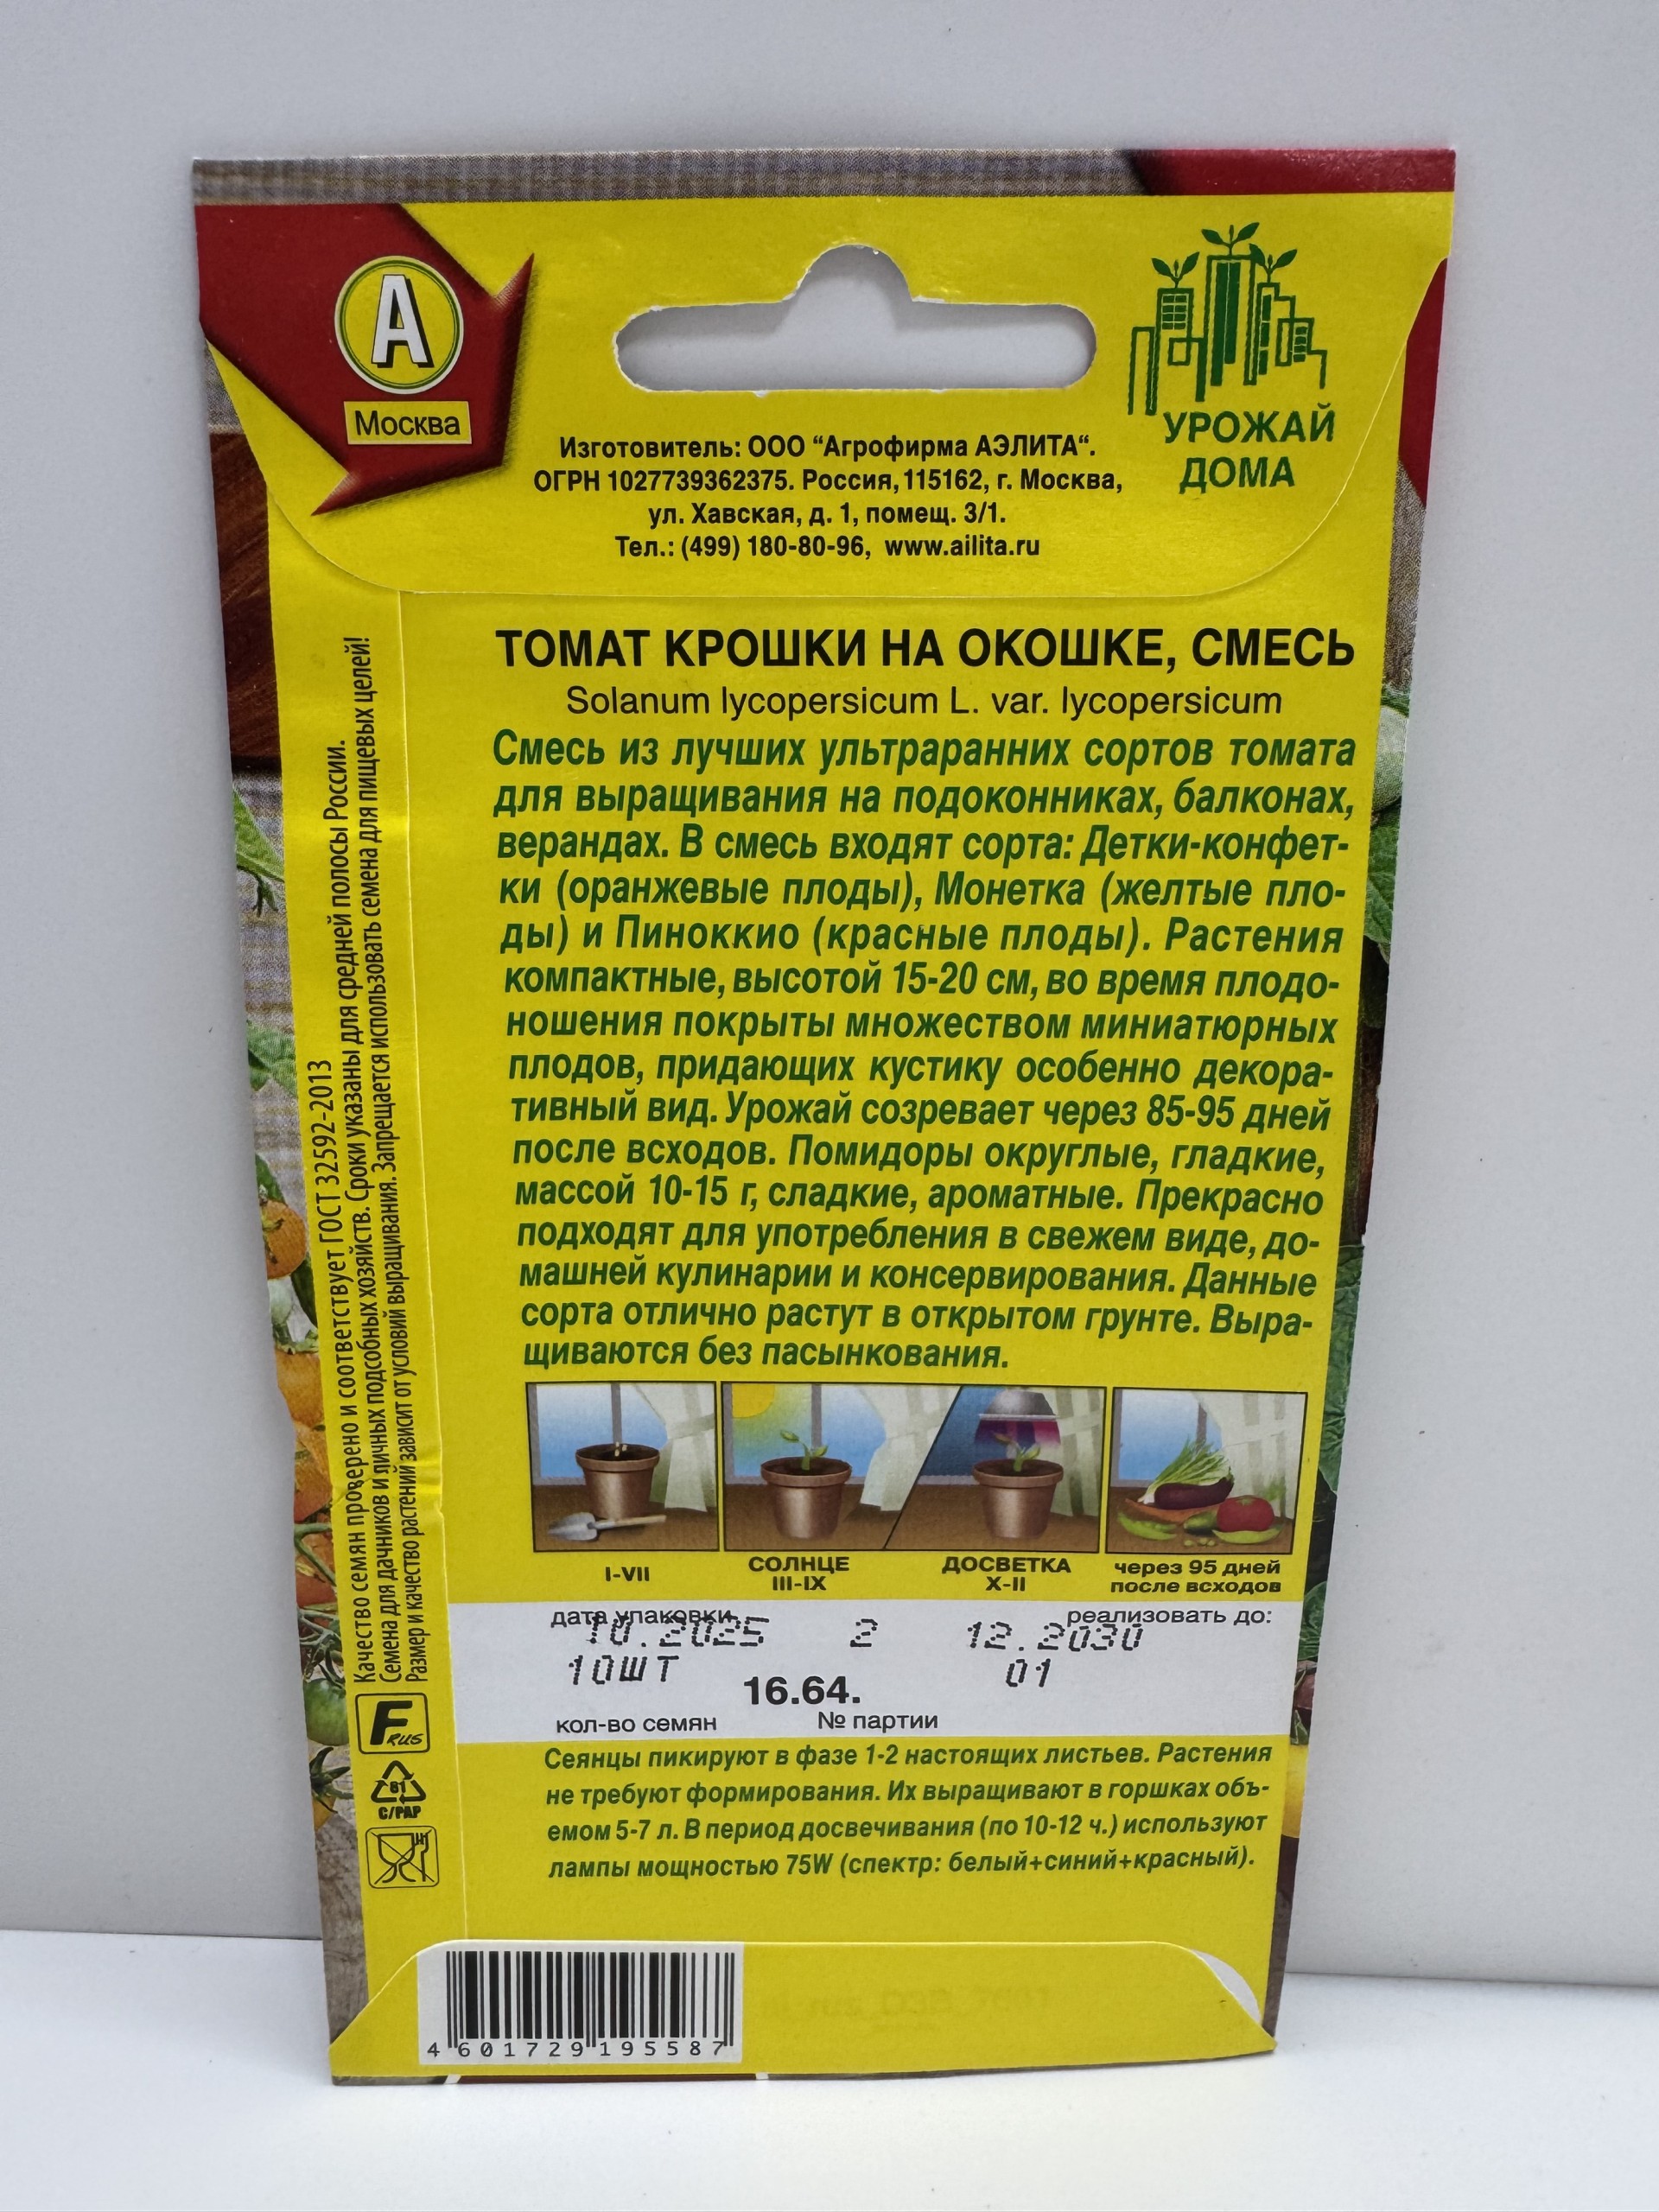 А
Москва
УРОЖАЙ
ДОМА
Изготовитель: ООО “Агрофирма АЭЛИТА“.
ОГРН 1027739362375. Россия, 115162, г. Москва,
ул. Хавская, д. 1, помещ. 3/1.
Тел.: (499) 180-80-96, www.ailita.ru
ТОМАТ КРОШКИ НА ОКОШКЕ, СМЕСЬ
Solanum lycopersicum L. var. lycopersicum
Смесь из лучших ультраранних сортов томата
для выращивания на подоконниках, балконах,
верандах. В смесь входят сорта: Детки-конфет-
ки (оранжевые плоды), Монетка (желтые пло-
ды) и Пиноккио (красные плоды). Растения
компактные, высотой 15-20 см, во время плодо-
ношения покрыты множеством миниатюрных
плодов, придающих кустику особенно декора-
тивный вид. Урожай созревает через 85-95 дней
после всходов. Помидоры округлые, гладкие,
массой 10-15 г, сладкие, ароматные. Прекрасно
подходят для употребления в свежем виде, до-
машней кулинарии и консервирования. Данные
сорта отлично растут в открытом грунте. Выра-
щиваются без пасынкования.
I-VII
СОЛНЦЕ
III-IX
ДОСВЕТКА
X-II
через 95 дней
после всходов
дата упаковки
реализовать до:
10.2025 2 12.2030
10ШТ 01
16.64.
кол-во семян № партии
Сеянцы пикируют в фазе 1-2 настоящих листьев. Растения
не требуют формирования. Их выращивают в горшках объ-
емом 5-7 л. В период досвечивания (по 10-12 ч.) используют
лампы мощностью 75W (спектр: белый+синий+красный).
Качество семян проверено и соответствует ГОСТ 32592-2013
Семена для дачников и личных подсобных хозяйств. Сроки указаны для средней полосы России.
Размер и качество растений зависит от условий выращивания. Запрещается использовать семена для пищевых целей!
F RUS
81
C/PAP
4 601729 195587